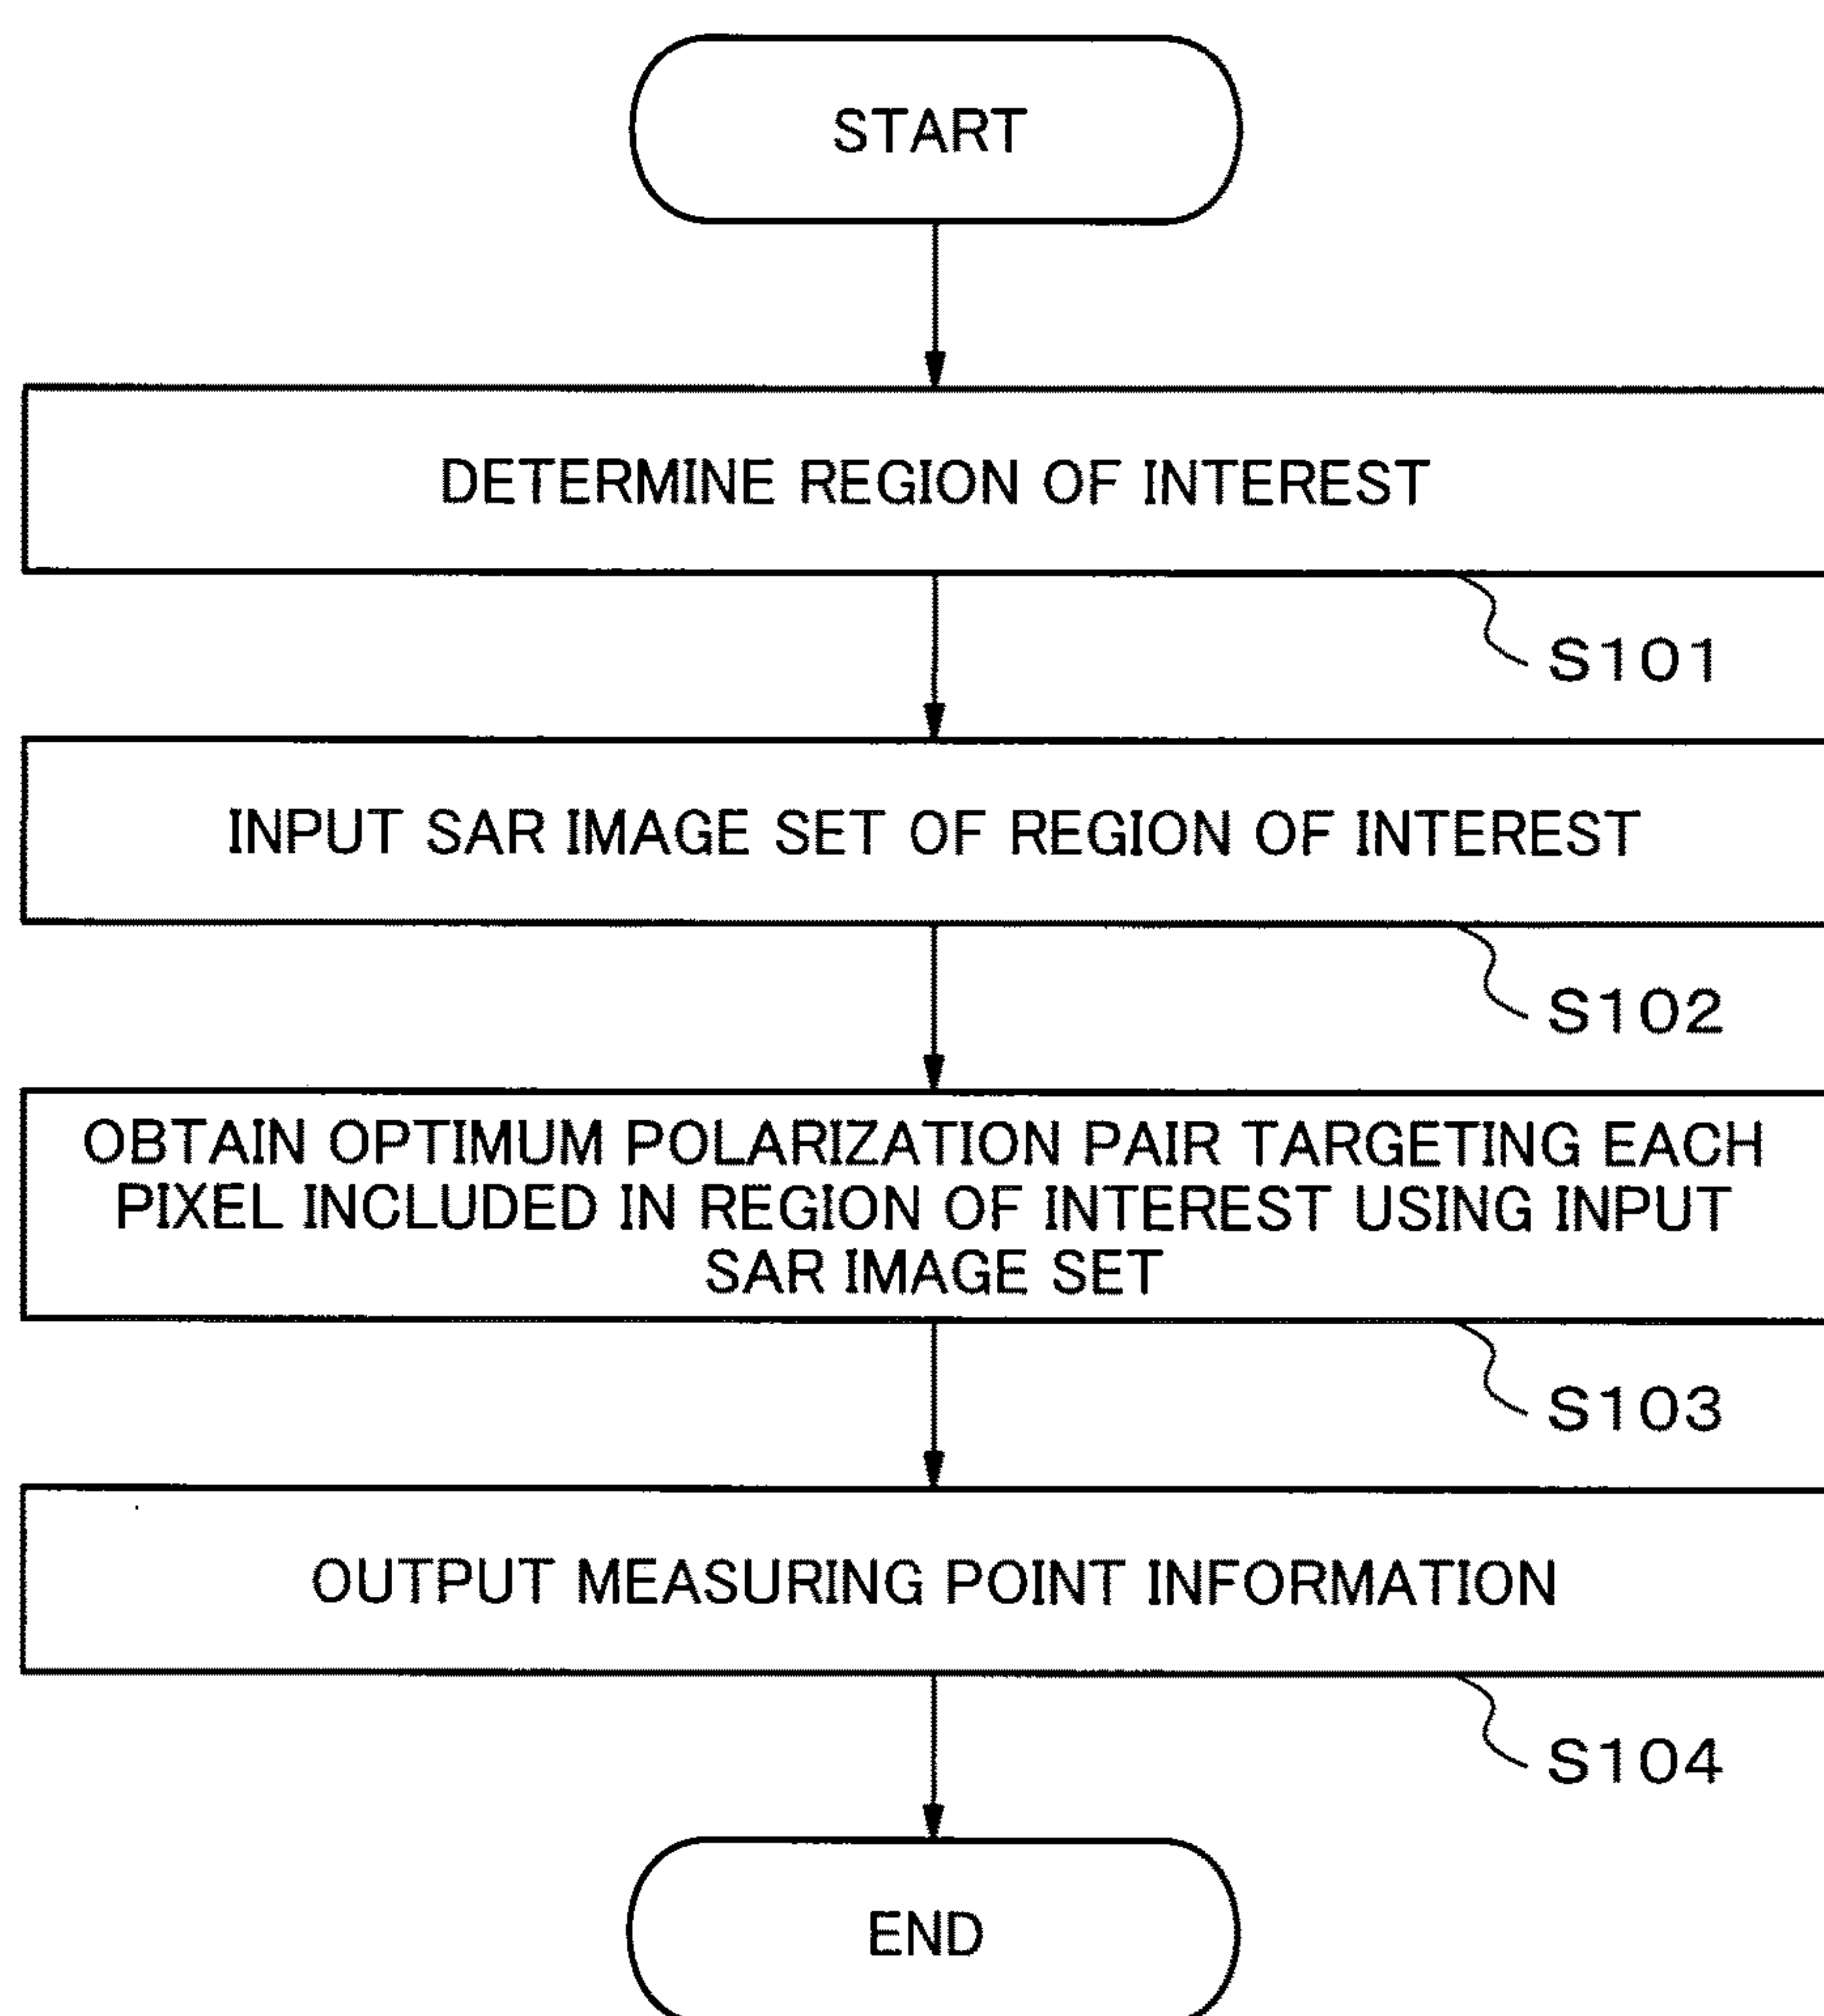 START
DETERMINE REGION OF INTEREST
S101
INPUT SAR IMAGE SET OF REGION OF INTEREST
S102
OBTAIN OPTIMUM POLARIZATION PAIR TARGETING EACH
PIXEL INCLUDED IN REGION OF INTEREST USING INPUT
SAR IMAGE SET
S103
OUTPUT MEASURING POINT INFORMATION
S104
END